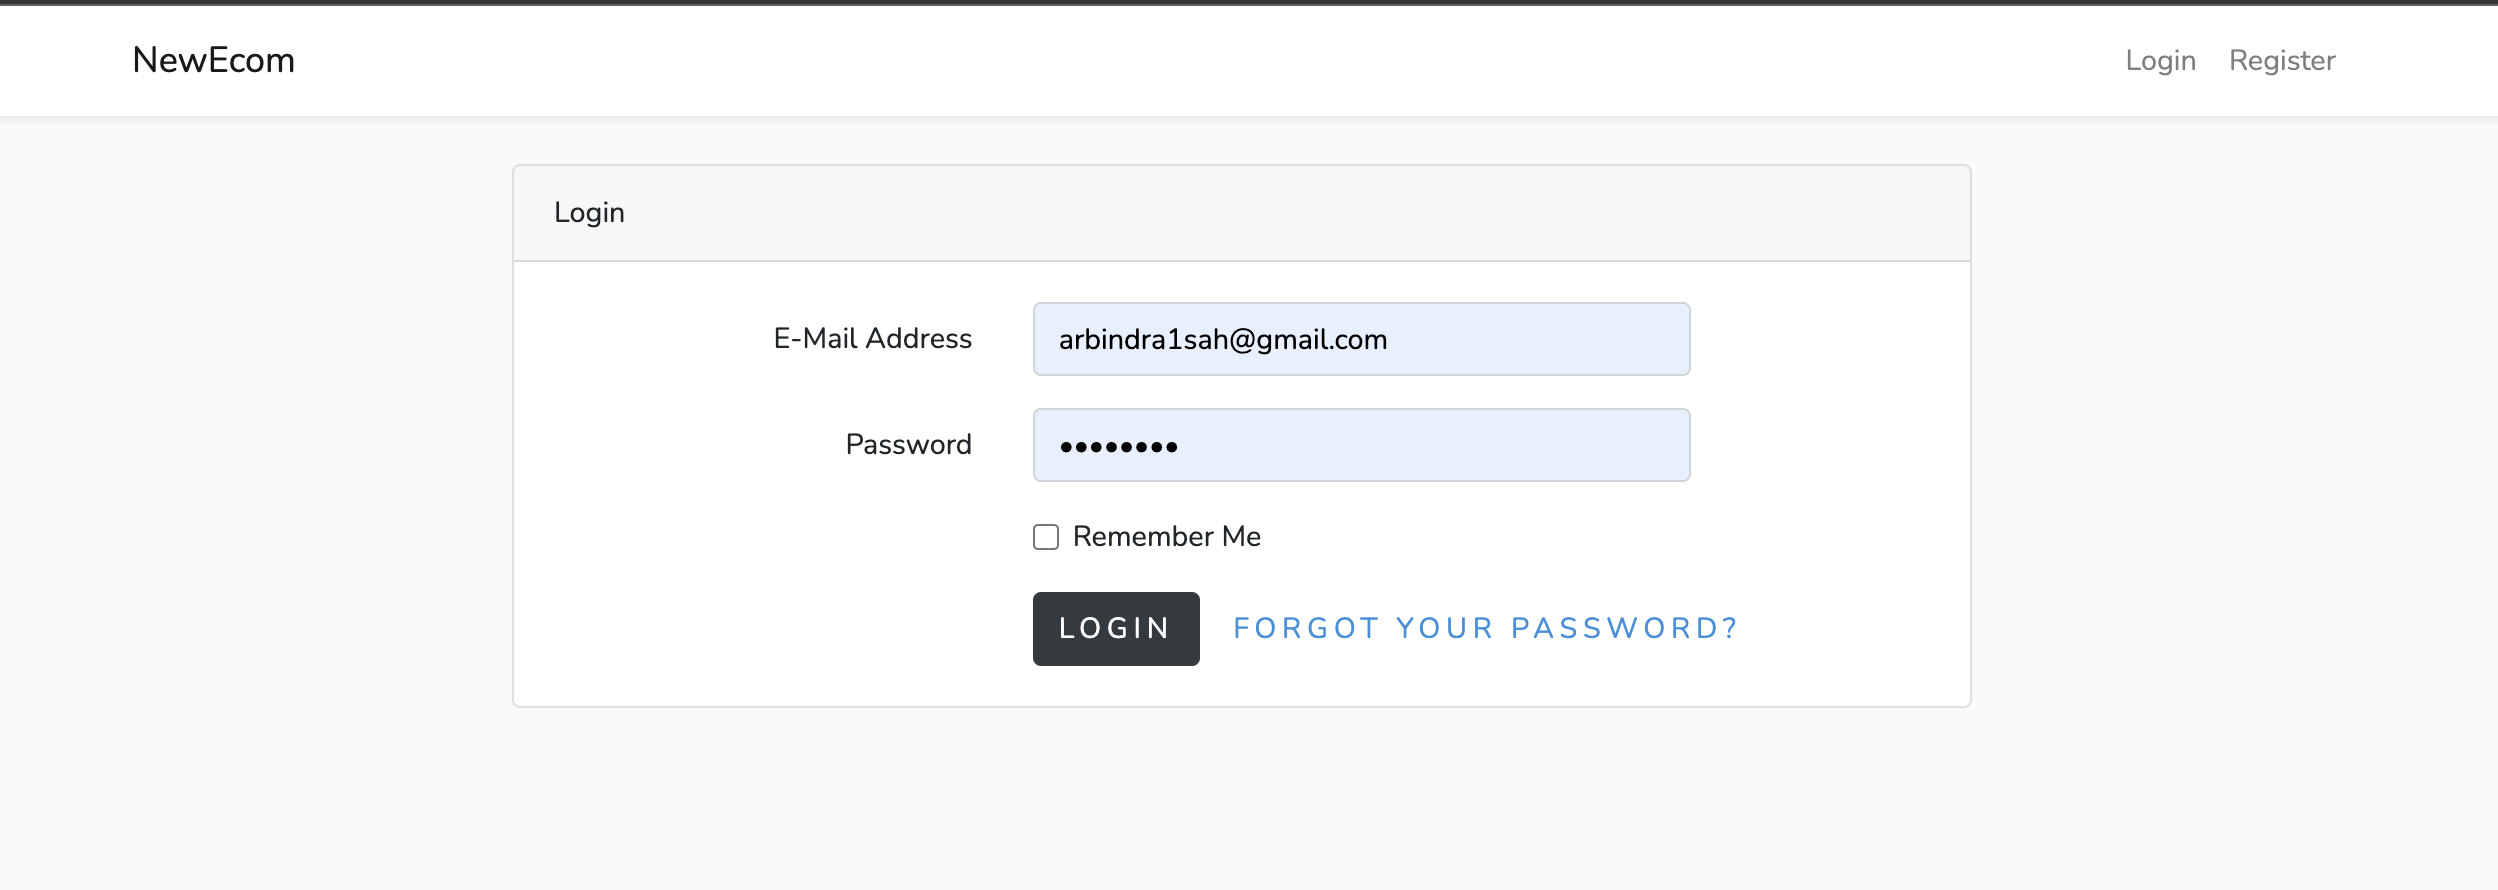 NewEcom
Login Register
Login
E-Mail Address arbindra1sah@gmail.com
Password ••••••••
Remember Me
LOGIN FORGOT YOUR PASSWORD?